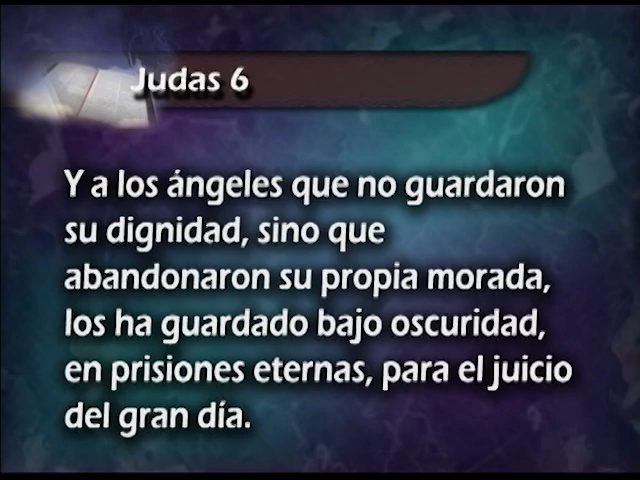 Judas 6
Y a los ángeles que no guardaron
su dignidad, sino que
abandonaron su propia morada,
los ha guardado bajo oscuridad,
en prisiones eternas, para el juicio
del gran día.